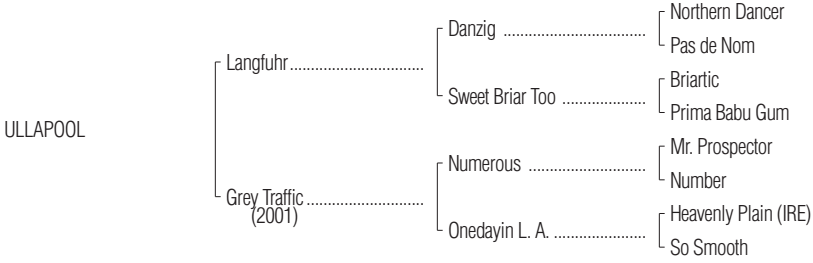 Northern Dancer
Danzig ..................................
Pas de Nom
Langfuhr................................
Briartic
Sweet Briar Too ....................
Prima Babu Gum
ULLAPOOL
Mr. Prospector
Numerous ............................
Number
Grey Traffic ............................
(2001)
Heavenly Plain (IRE)
Onedayin L. A. ......................
So Smooth